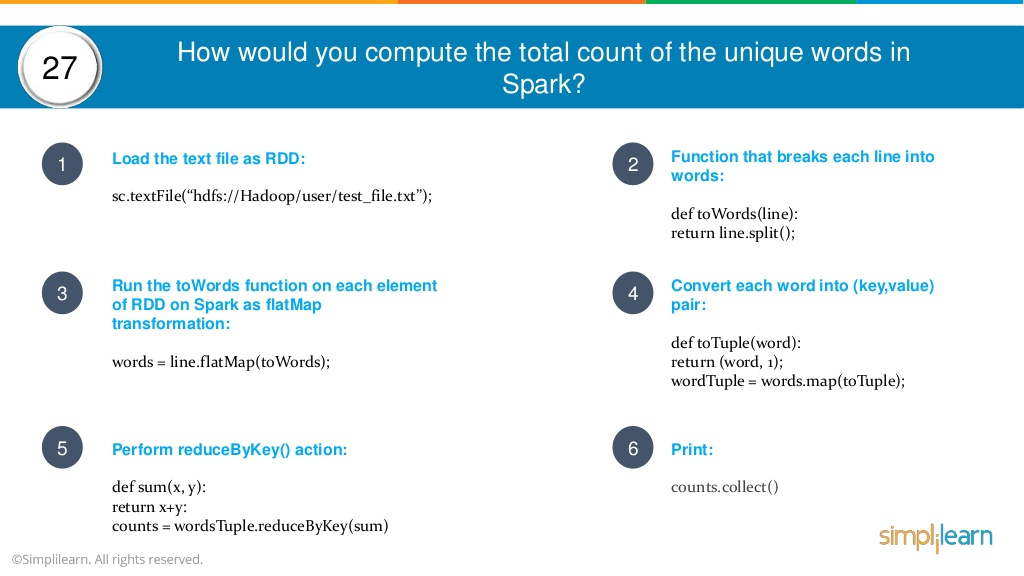 27
How would you compute the total count of the unique words in
Spark?
1
Load the text file as RDD:
sc.textFile(“hdfs://Hadoop/user/test_file.txt”);
2
Function that breaks each line into
words:
def toWords(line):
return line.split();
3
Run the toWords function on each element
of RDD on Spark as flatMap
transformation:
words = line.flatMap(toWords);
4
Convert each word into (key,value)
pair:
def toTuple(word):
return (word, 1);
wordTuple = words.map(toTuple);
5
Perform reduceByKey() action:
def sum(x, y):
return x+y:
counts = wordsTuple.reduceByKey(sum)
6
Print:
counts.collect()
simplilearn
©Simplilearn. All rights reserved.